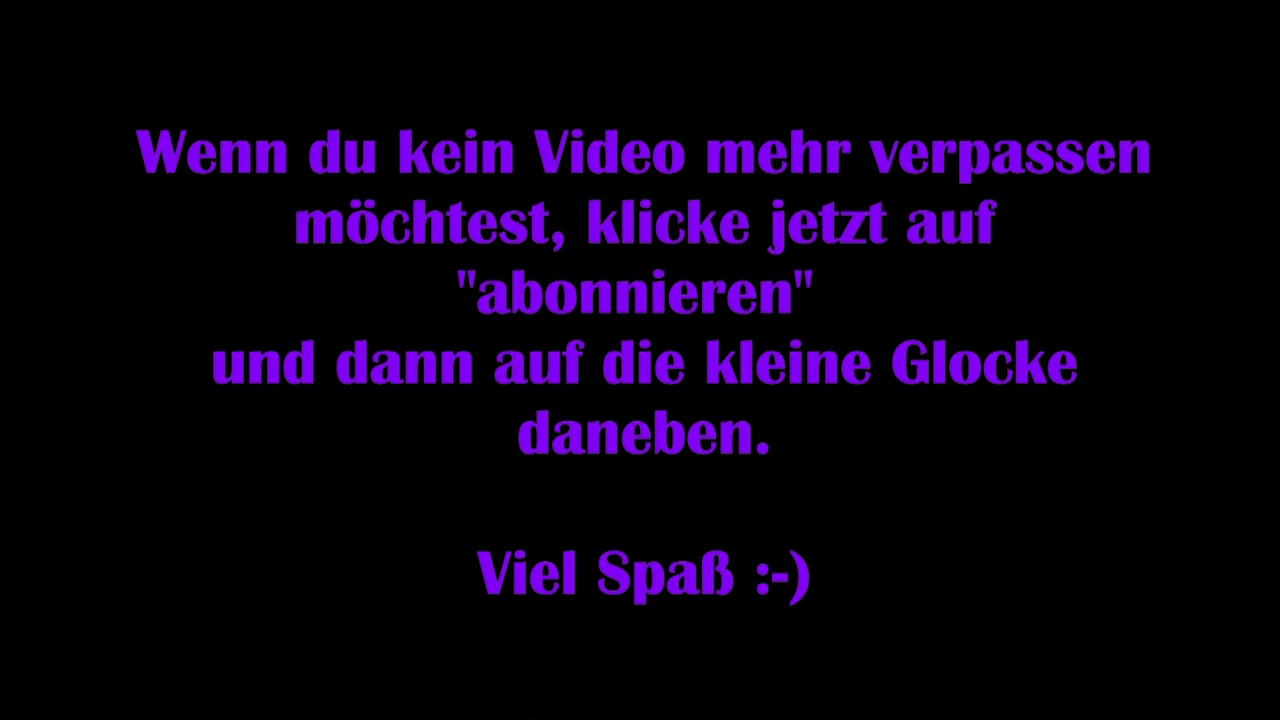 Wenn du kein Video mehr verpassen
möchtest, klicke jetzt auf
"abonnieren"
und dann auf die kleine Glocke
daneben.
Viel Spaß :-)